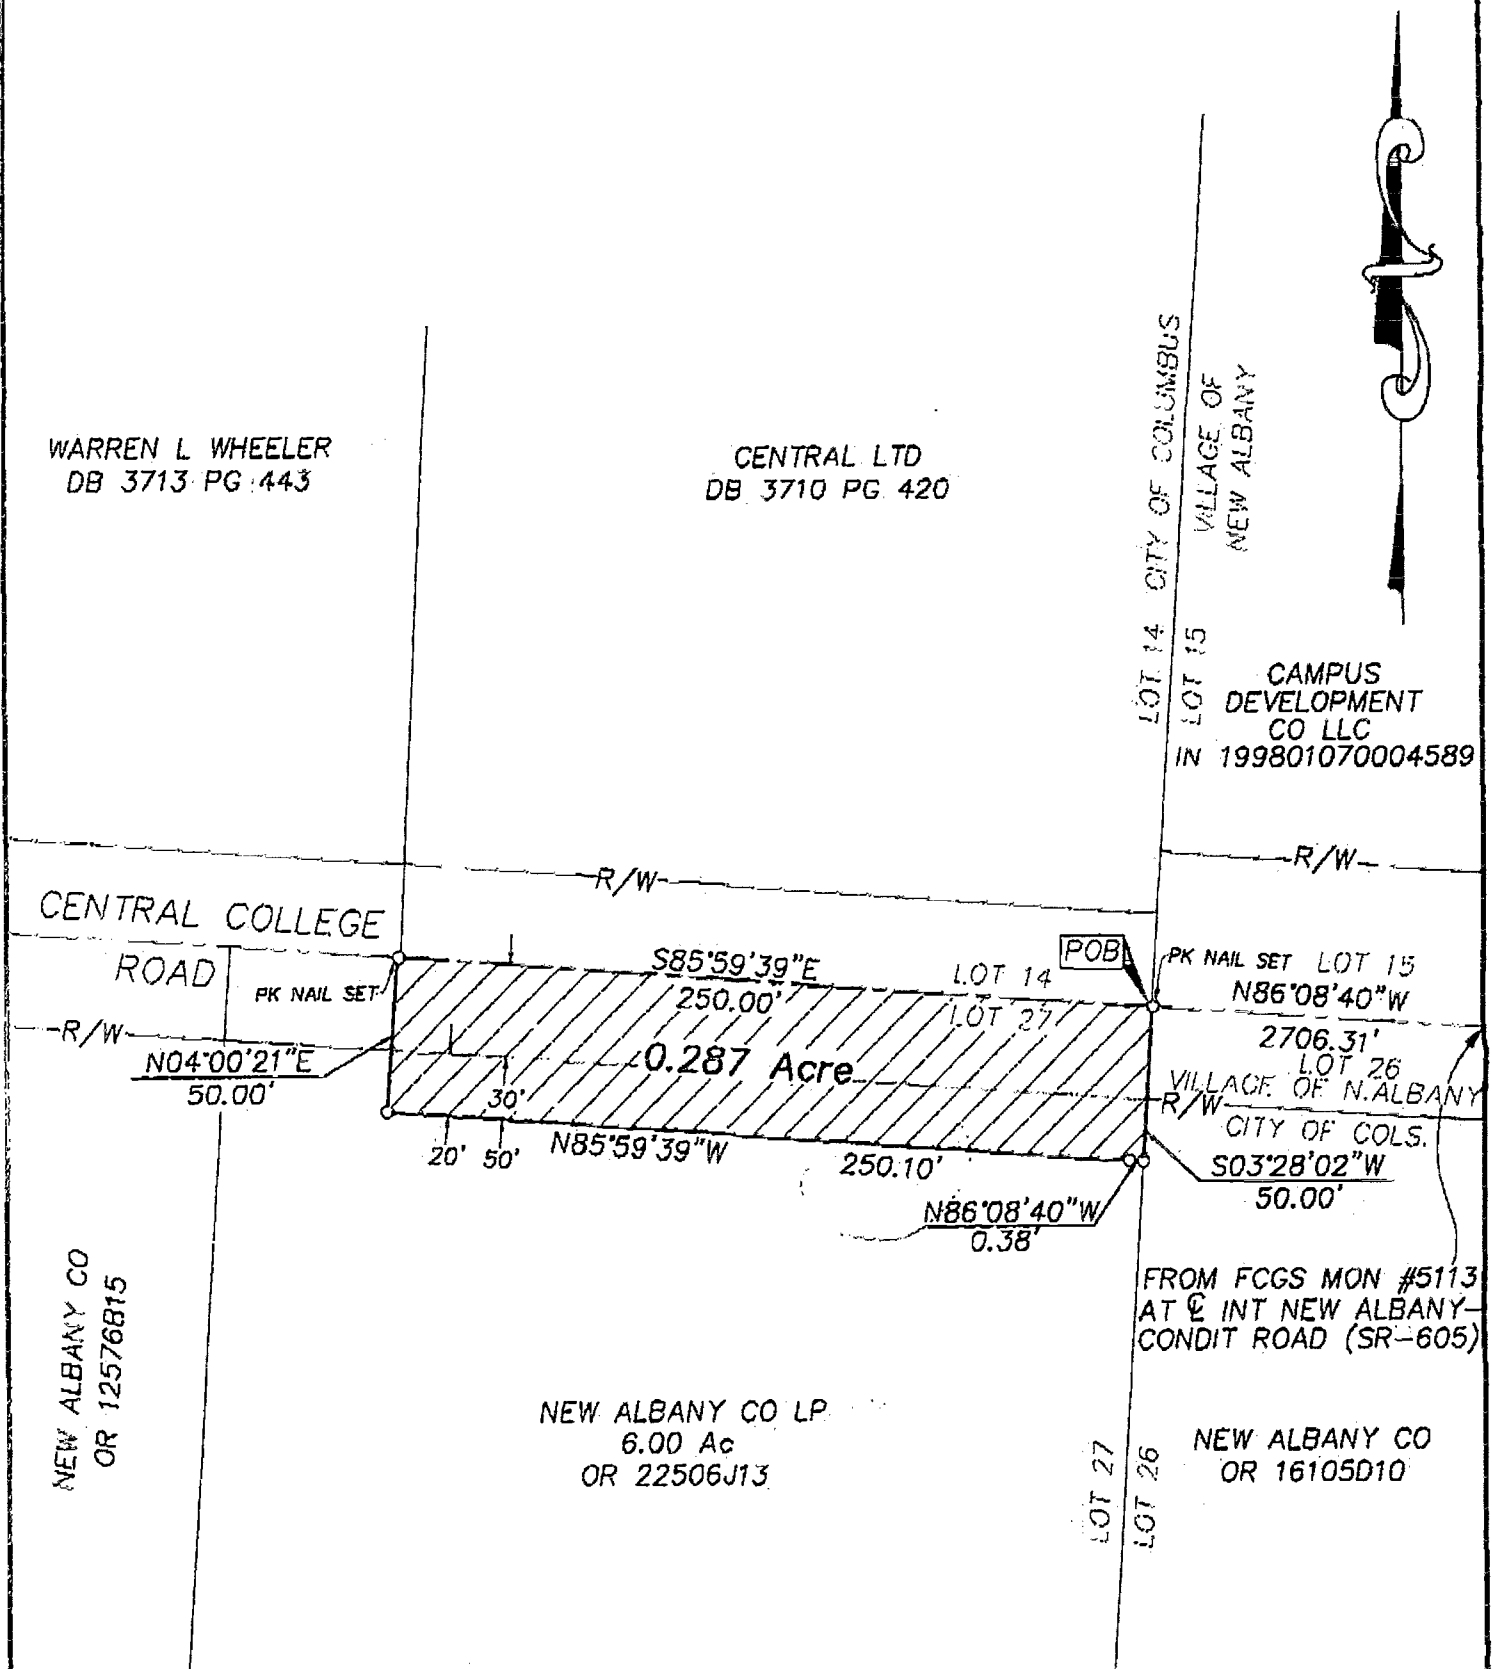 CITY OF COLUMBUS
VILLAGE OF
NEW ALBANY
WARREN L WHEELER
DB 3713 PG 443
CENTRAL LTD
DB 3710 PG 420
LOT 14
LOT 15
CAMPUS
DEVELOPMENT
CO LLC
IN 199801070004589
R/W
R/W
CENTRAL COLLEGE
ROAD
PK NAIL SET
S85°59'39"E
250.00'
LOT 14
LOT 27
POB
PK NAIL SET
LOT 15
N86°08'40"W
2706.31'
LOT 26
R/W
N04°00'21"E
50.00'
0.287 Acre
30'
VILLAGE OF N.ALBANY
R/W
CITY OF COLS.
20'
50'
N85°59'39"W
250.10'
S03°28'02"W
50.00'
N86°08'40"W
0.38'
FROM FCGS MON #5113
AT ℄ INT NEW ALBANY-
CONDIT ROAD (SR-605)
NEW ALBANY CO
OR 12576B15
NEW ALBANY CO LP
6.00 Ac
OR 22506J13
LOT 27
LOT 26
NEW ALBANY CO
OR 16105D10